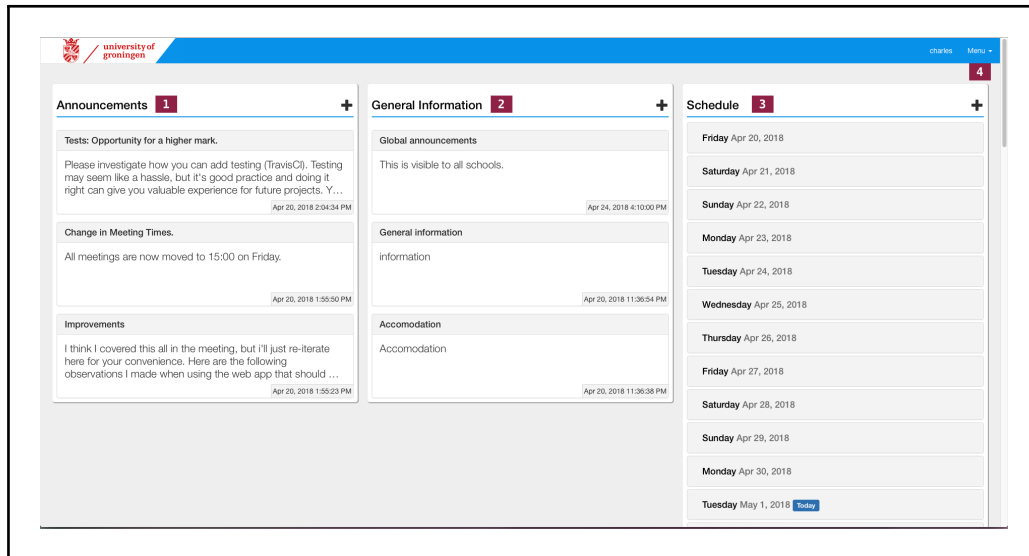 university of
groningen
charles Menu
4
Announcements 1
Tests: Opportunity for a higher mark.
Please investigate how you can add testing (TravisCI). Testing
may seem like a hassle, but it's good practice and doing it
right can give you valuable experience for future projects. Y…
Apr 20, 2018 2:04:34 PM
Change in Meeting Times.
All meetings are now moved to 15:00 on Friday.
Apr 20, 2018 1:55:50 PM
Improvements
I think I covered this all in the meeting, but i'll just re-iterate
here for your convenience. Here are the following
observations I made when using the web app that should …
Apr 20, 2018 1:55:23 PM
General Information 2
Global announcements
This is visible to all schools.
Apr 24, 2018 4:10:00 PM
General information
information
Apr 20, 2018 11:36:54 PM
Accomodation
Accomodation
Apr 20, 2018 11:36:38 PM
Schedule 3
Friday Apr 20, 2018
Saturday Apr 21, 2018
Sunday Apr 22, 2018
Monday Apr 23, 2018
Tuesday Apr 24, 2018
Wednesday Apr 25, 2018
Thursday Apr 26, 2018
Friday Apr 27, 2018
Saturday Apr 28, 2018
Sunday Apr 29, 2018
Monday Apr 30, 2018
Tuesday May 1, 2018 Today